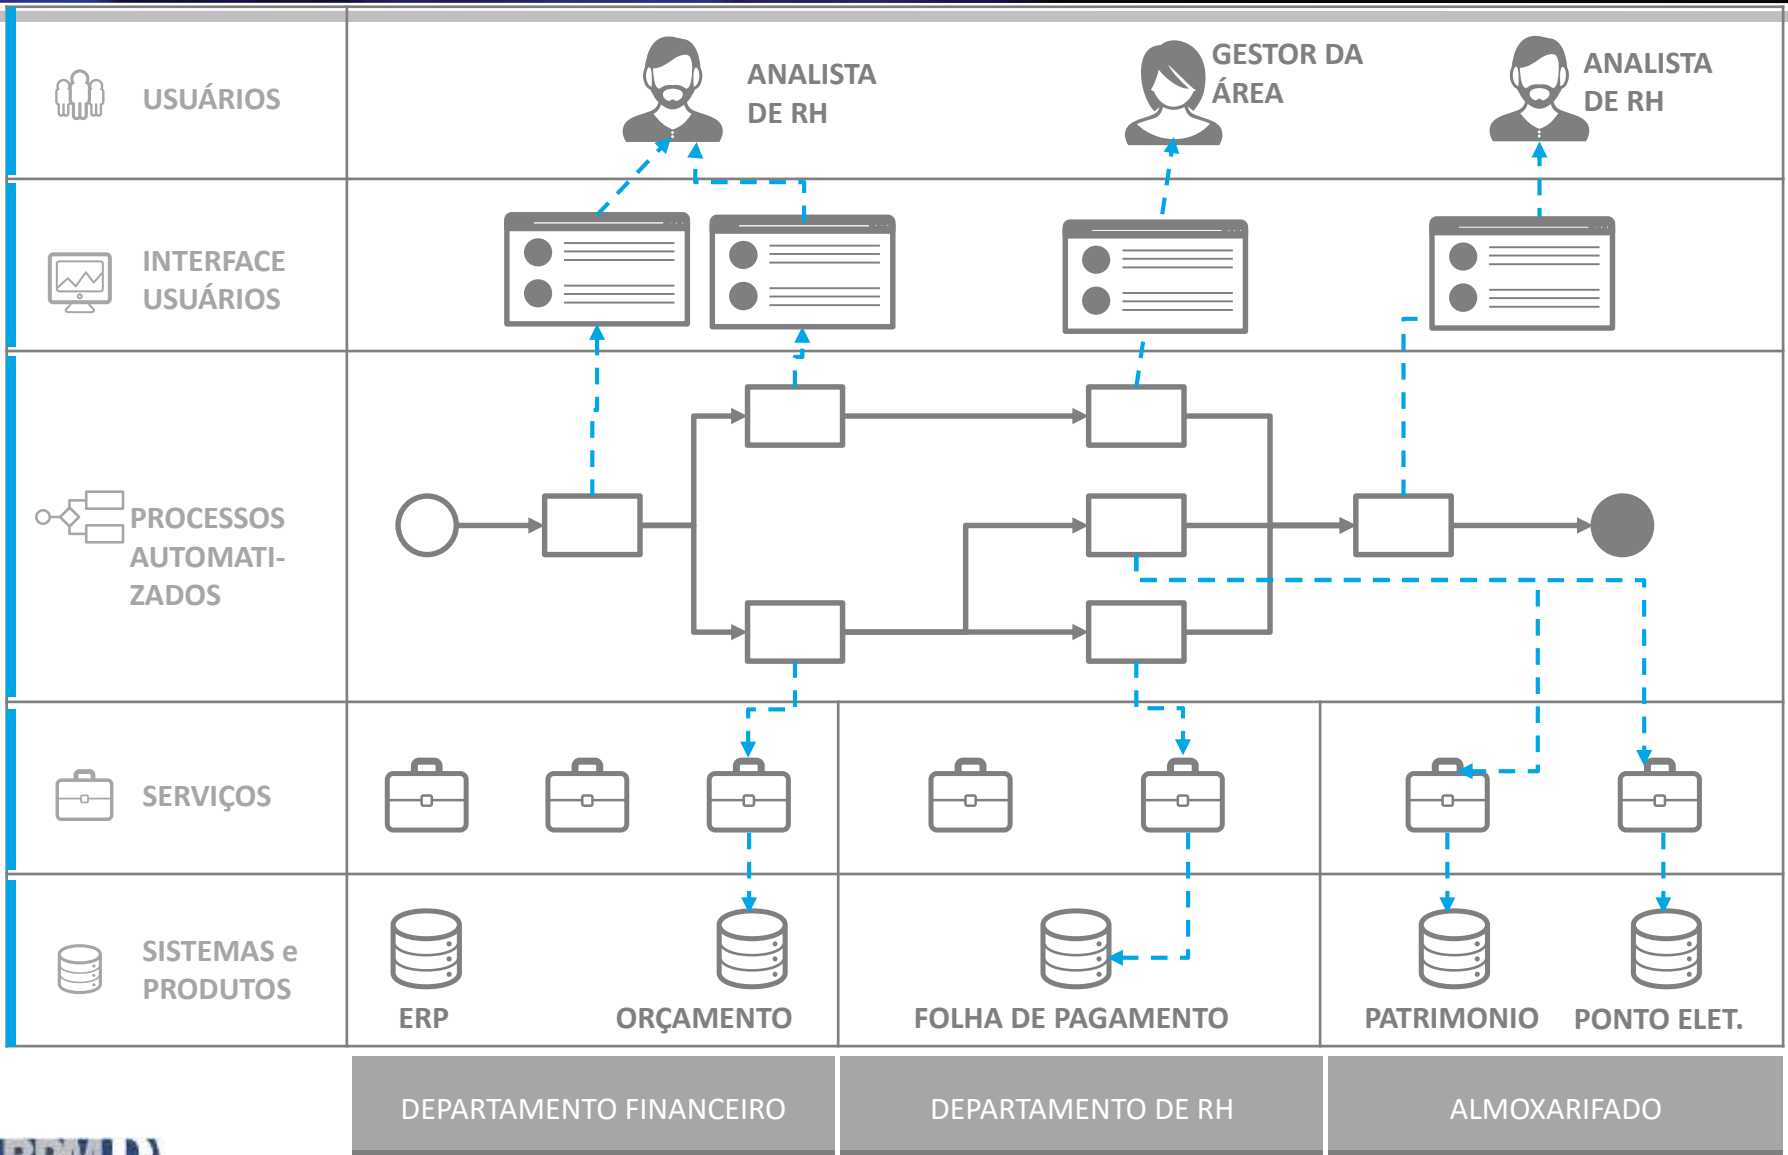 USUÁRIOS
ANALISTA
DE RH
GESTOR DA
ÁREA
ANALISTA
DE RH
INTERFACE
USUÁRIOS
PROCESSOS
AUTOMATI-
ZADOS
SERVIÇOS
SISTEMAS e
PRODUTOS
ERP
ORÇAMENTO
FOLHA DE PAGAMENTO
PATRIMONIO
PONTO ELET.
DEPARTAMENTO FINANCEIRO
DEPARTAMENTO DE RH
ALMOXARIFADO